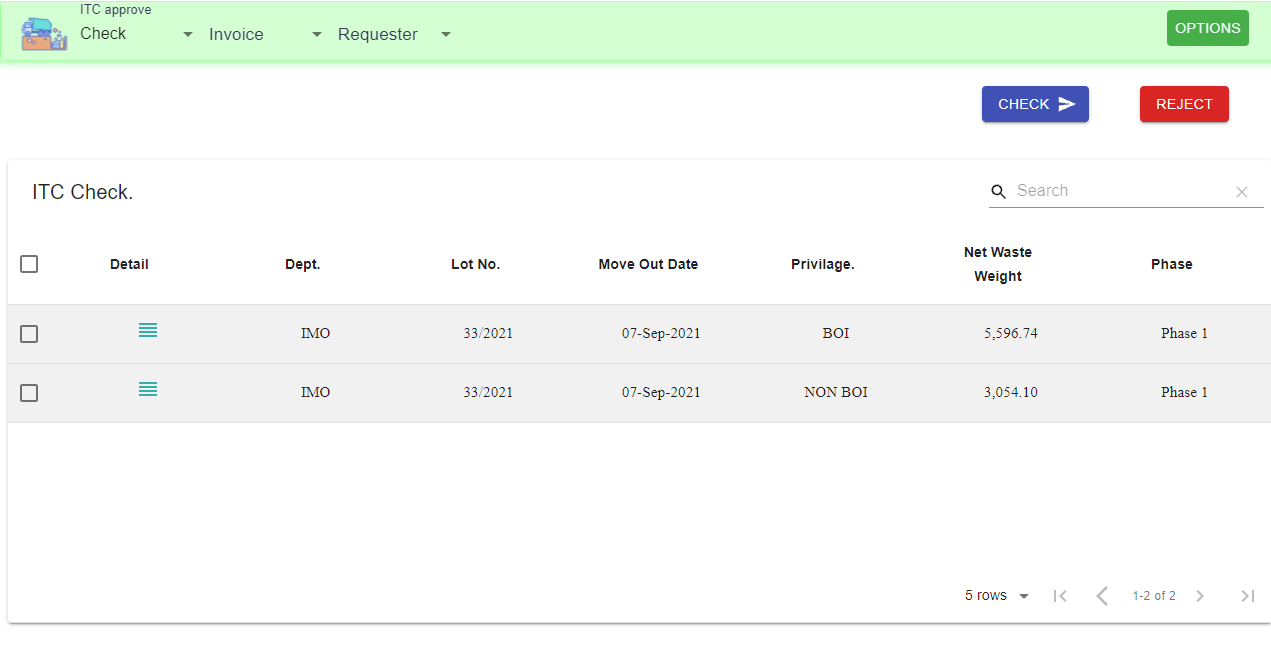 ITC approve
Check Invoice Requester
OPTIONS
CHECK REJECT
ITC Check.
Search
Detail Dept. Lot No. Move Out Date Privilage. Net Waste Weight Phase
IMO 33/2021 07-Sep-2021 BOI 5,596.74 Phase 1
IMO 33/2021 07-Sep-2021 NON BOI 3,054.10 Phase 1
5 rows 1-2 of 2